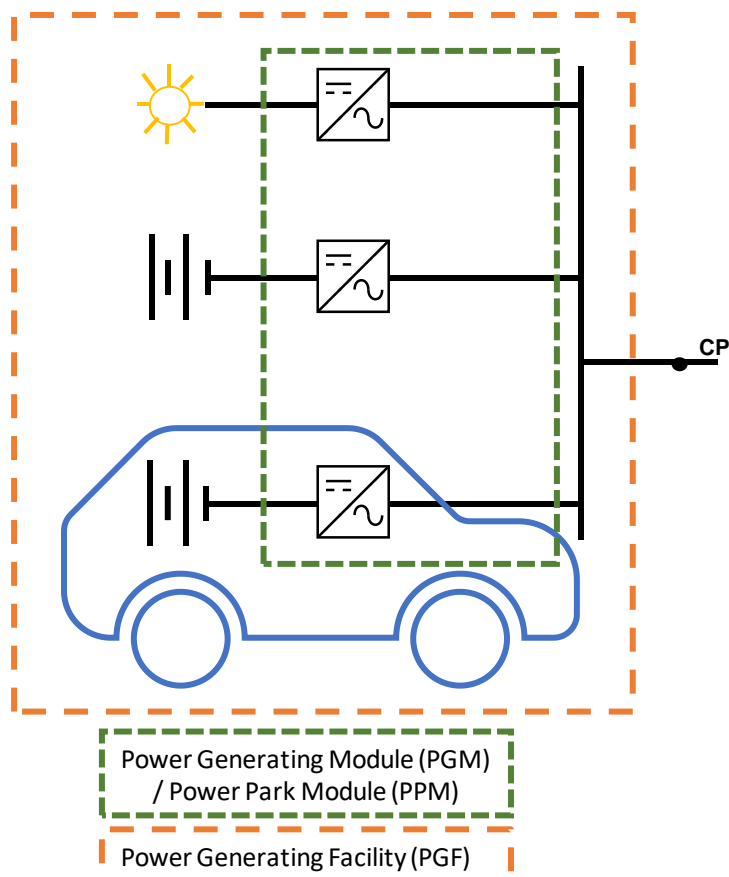 CP
Power Generating Module (PGM)
/ Power Park Module (PPM)
Power Generating Facility (PGF)